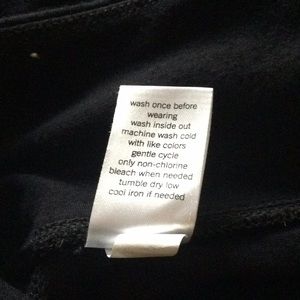 wash once before
wearing
wash inside out
machine wash cold
with like colors
gentle cycle
only non-chlorine
bleach when needed
tumble dry low
cool iron if needed